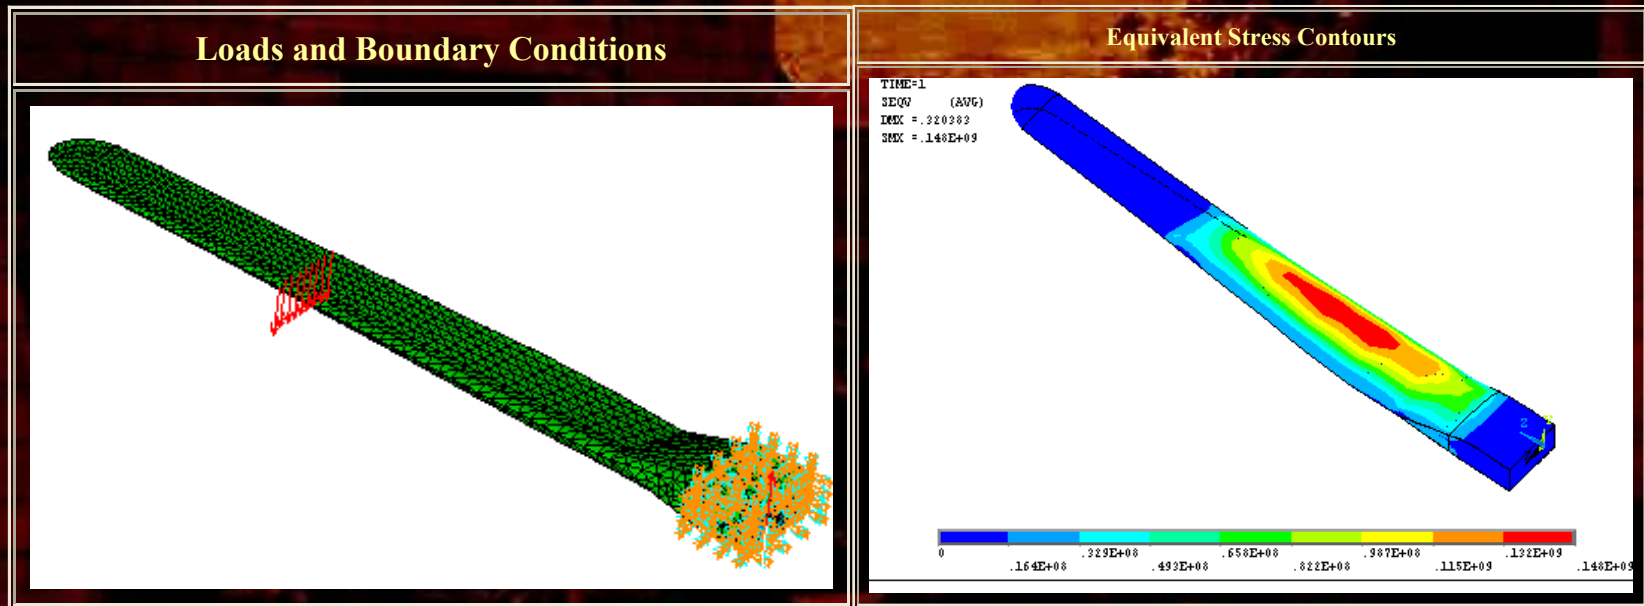 Loads and Boundary Conditions
Equivalent Stress Contours
TIME=1
SEQV (AVG)
DMX =.320383
SMX =.148E+09
Z
0 .329E+08 .658E+08 .987E+08 .132E+09
.164E+08 .493E+08 .822E+08 .115E+09 .148E+09